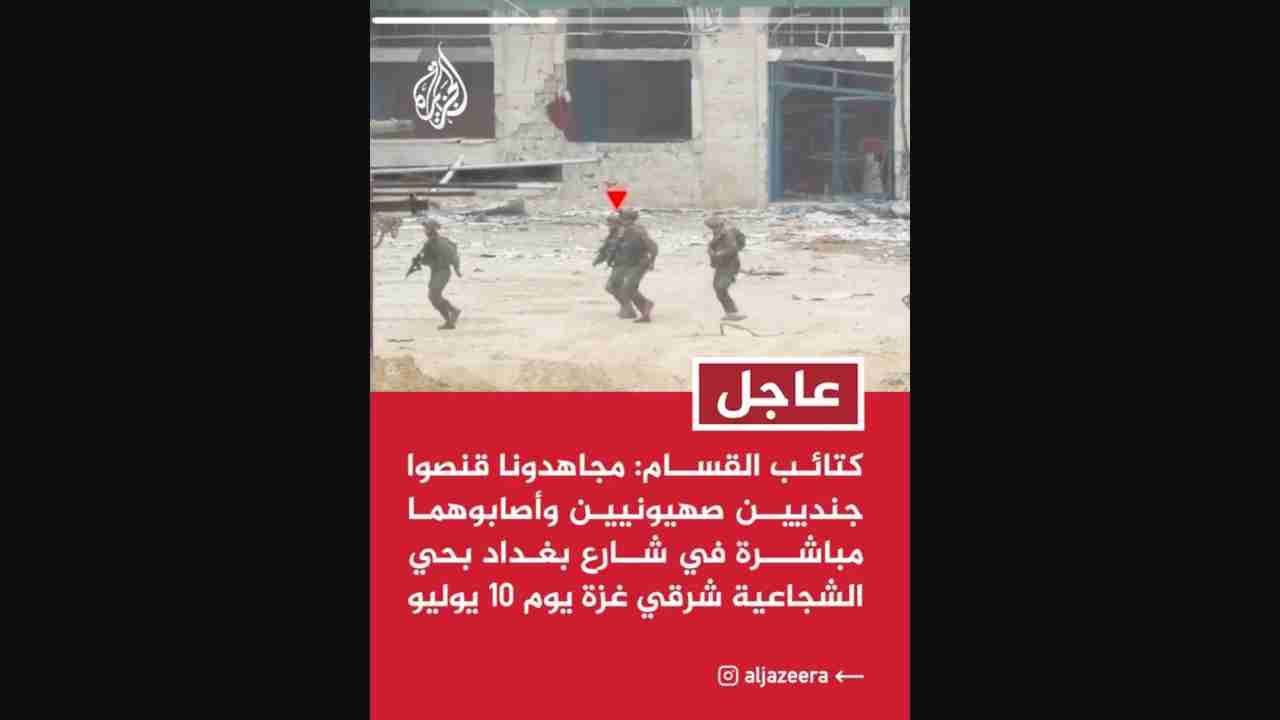 الجزيرة
عاجل
كتائب القسام: مجاهدونا قنصوا
جنديين صهيونيين وأصابوهما
مباشرة في شارع بغداد بحي
الشجاعية شرقي غزة يوم 10 يوليو
aljazeera